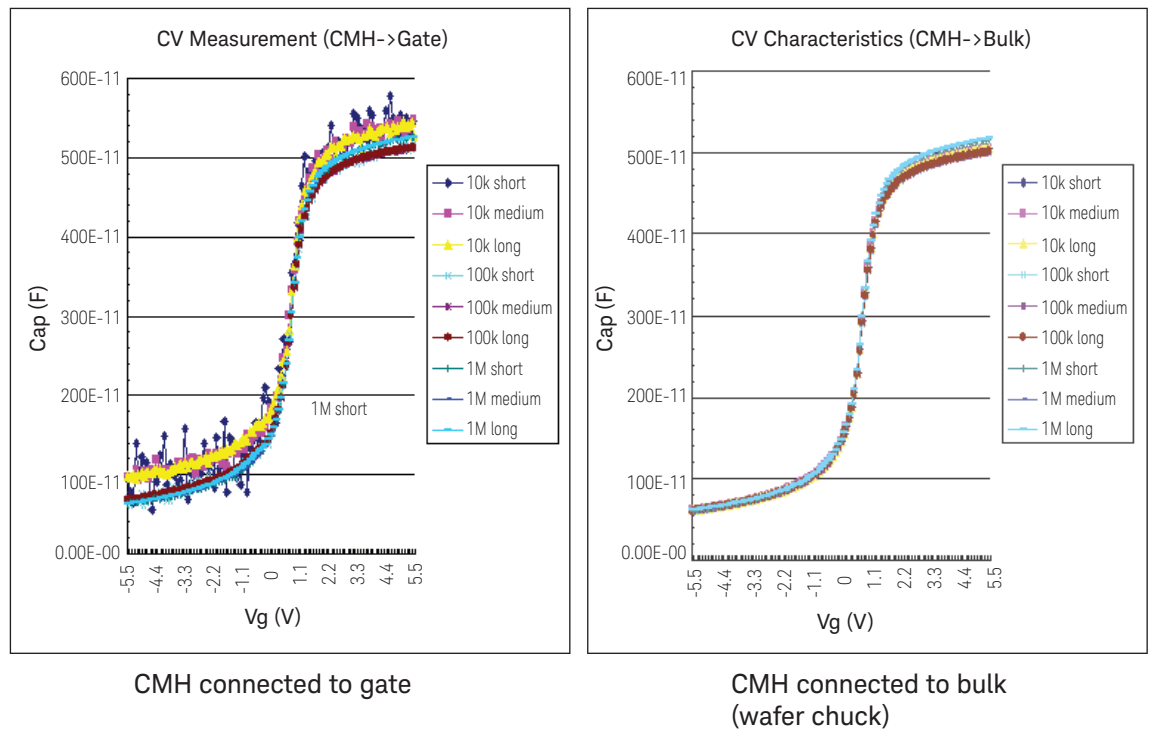 CV Measurement (CMH->Gate)
600E-11
500E-11
400E-11
300E-11
200E-11
100E-11
0.00E-00
Cap (F)
-5.5
-4.4
-3.3
-2.2
-1.1
0
1.1
2.2
3.3
4.4
5.5
Vg (V)
1M short
10k short
10k medium
10k long
100k short
100k medium
100k long
1M short
1M medium
1M long
CMH connected to gate
CV Characteristics (CMH->Bulk)
600E-11
500E-11
400E-11
300E-11
200E-11
100E-11
0.00E-00
Cap (F)
-5.5
-4.4
-3.3
-2.2
-1.1
0
1.1
2.2
3.3
4.4
5.5
Vg (V)
10k short
10k medium
10k long
100k short
100k medium
100k long
1M short
1M medium
1M long
CMH connected to bulk
(wafer chuck)